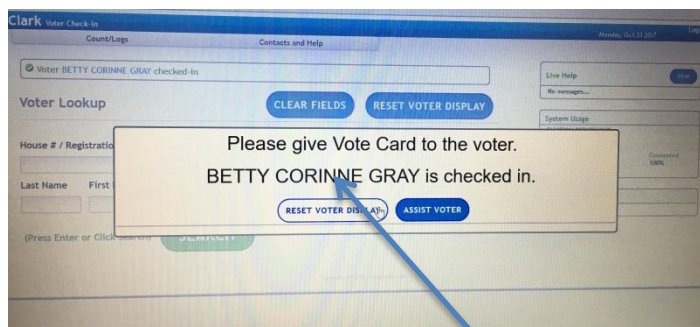 Clark Voter Check-In
Count/Logs
Contacts and Help
Voter BETTY CORINNE GRAY checked-in
Live Help
No messages...
Voter Lookup
CLEAR FIELDS
RESET VOTER DISPLAY
System Usage
House # / Registratio
Please give Vote Card to the voter.
BETTY CORINNE GRAY is checked in.
Connected
100%
Last Name
First
RESET VOTER DISPLAY
ASSIST VOTER
(Press Enter or Click
SEARCH